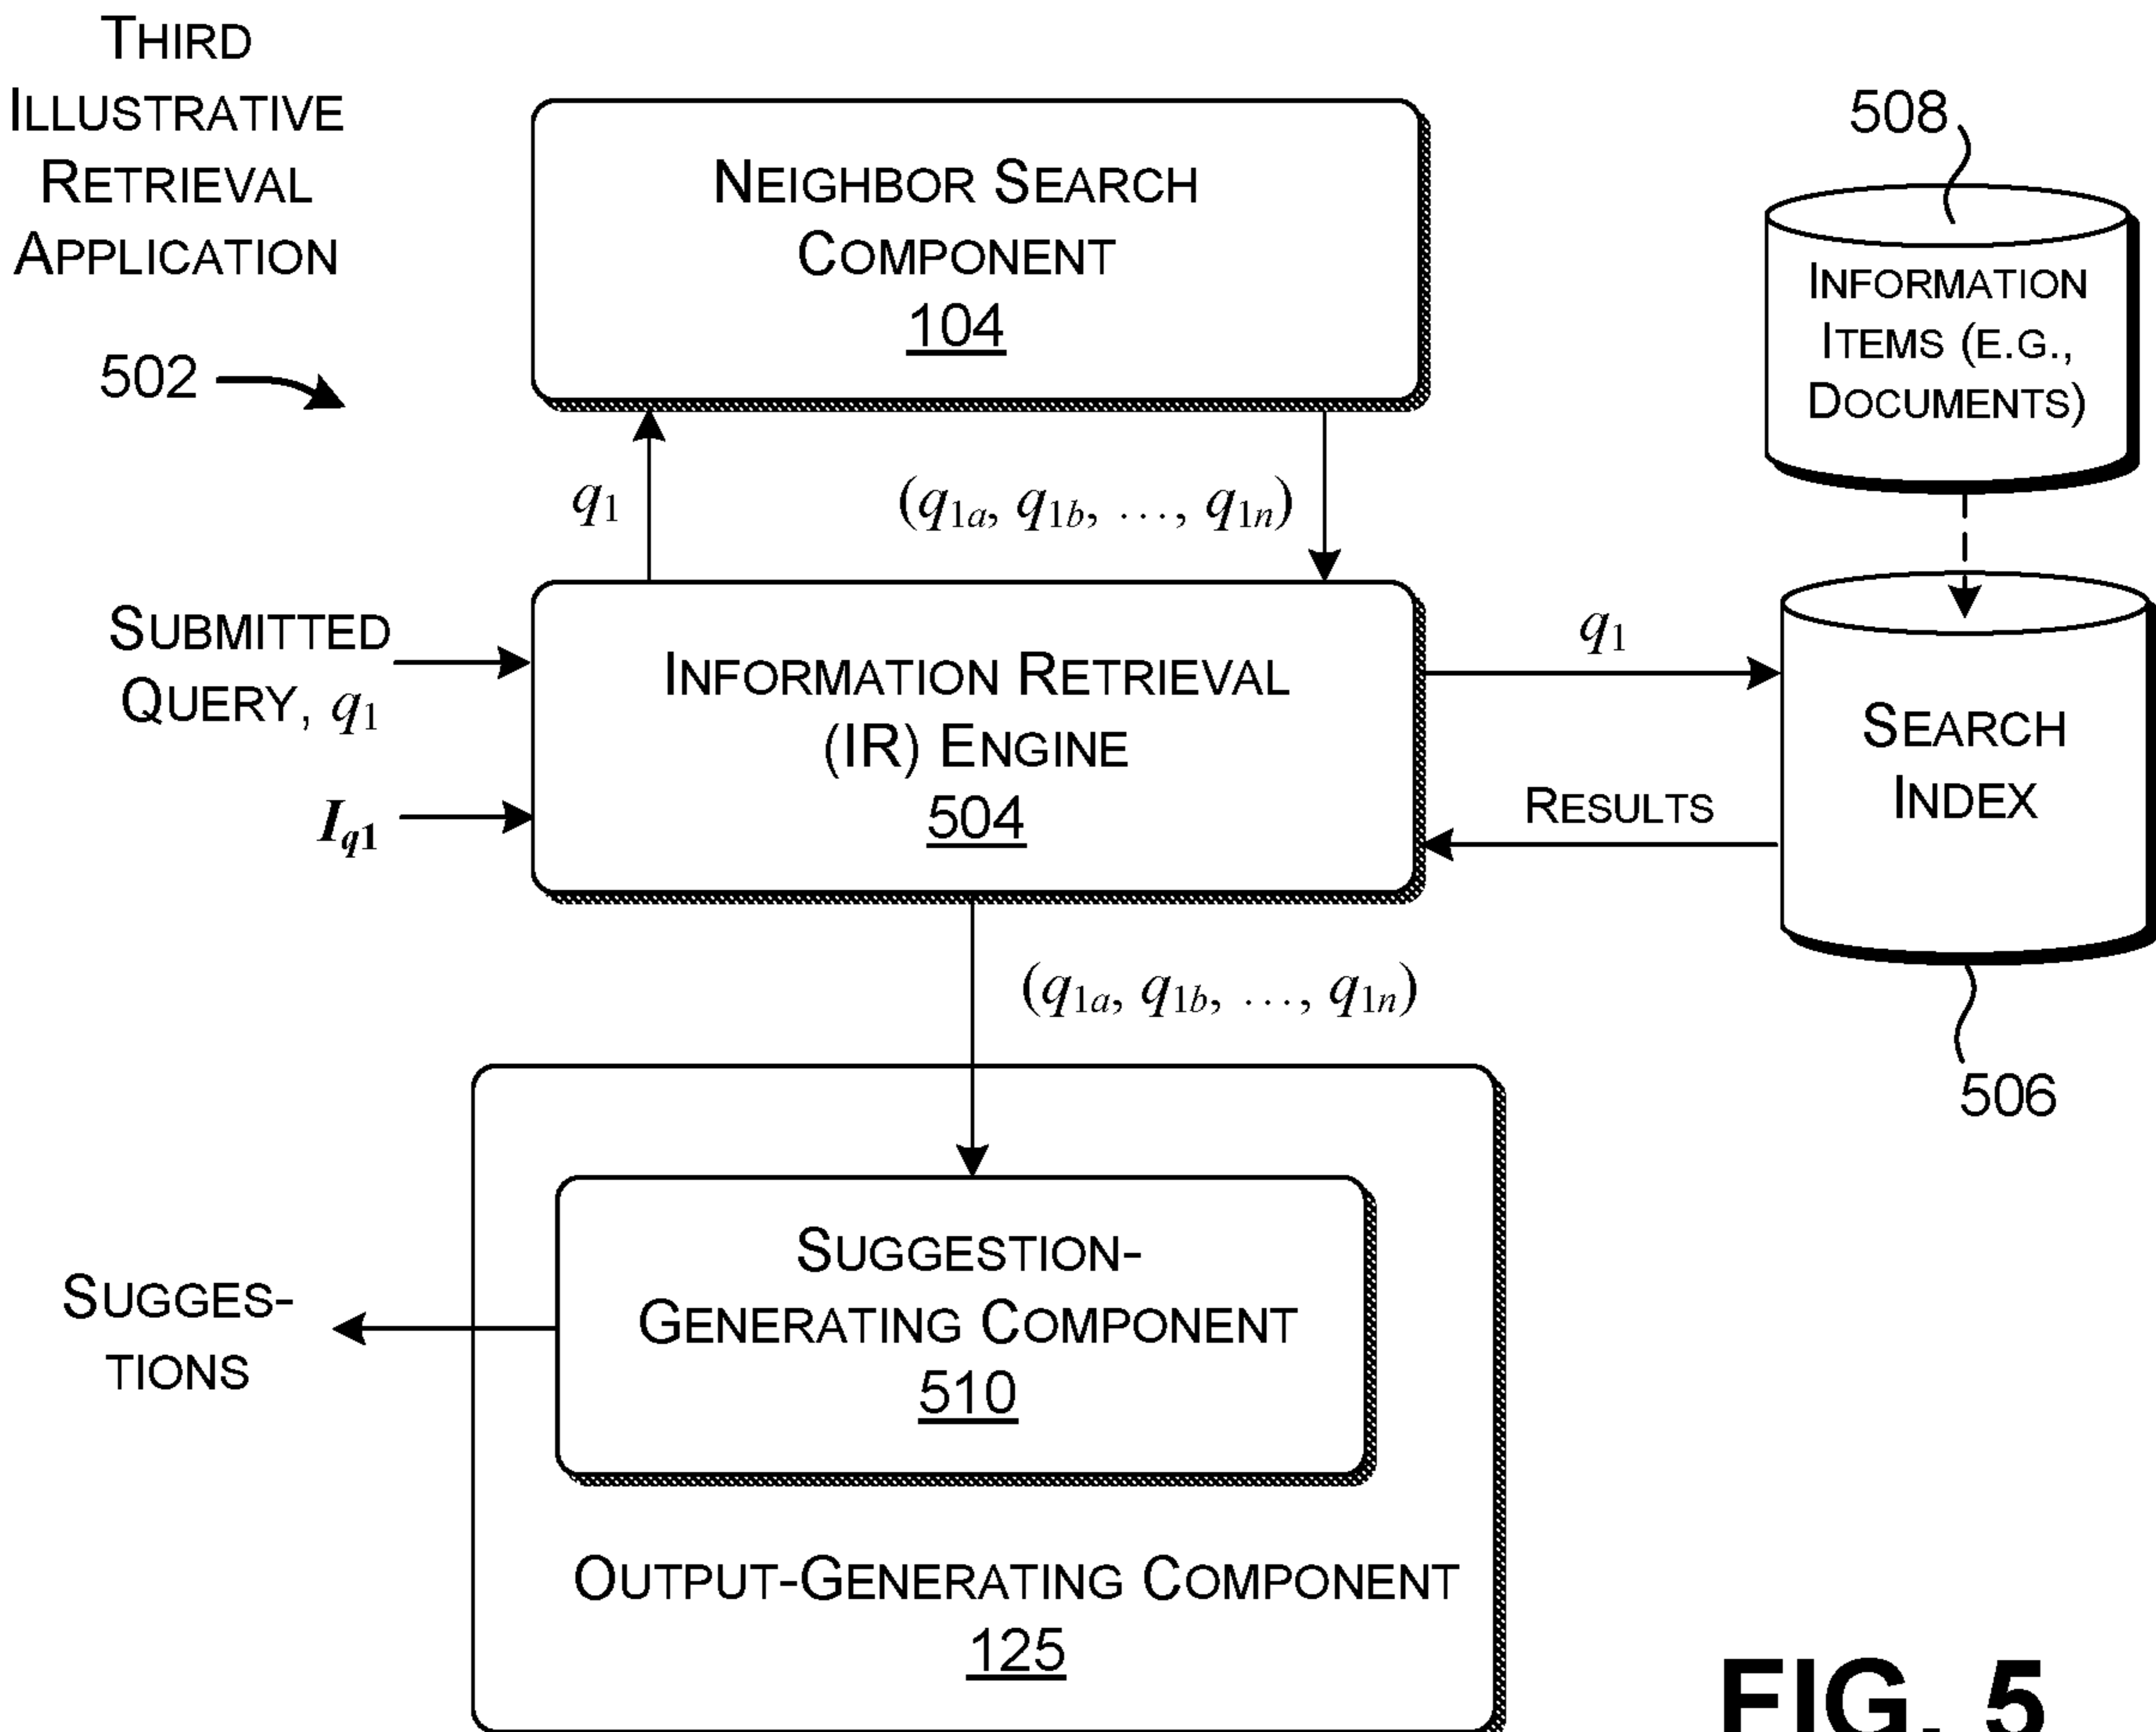 THIRD
ILLUSTRATIVE
RETRIEVAL
APPLICATION
502
NEIGHBOR SEARCH
COMPONENT
104
508
INFORMATION
ITEMS (E.G.,
DOCUMENTS)
q1
(q1a, q1b, ..., q1n)
SUBMITTED
QUERY, q1
Iq1
INFORMATION RETRIEVAL
(IR) ENGINE
504
q1
RESULTS
SEARCH
INDEX
506
(q1a, q1b, ..., q1n)
SUGGESTION-
GENERATING COMPONENT
510
SUGGES-
TIONS
OUTPUT-GENERATING COMPONENT
125
FIG. 5